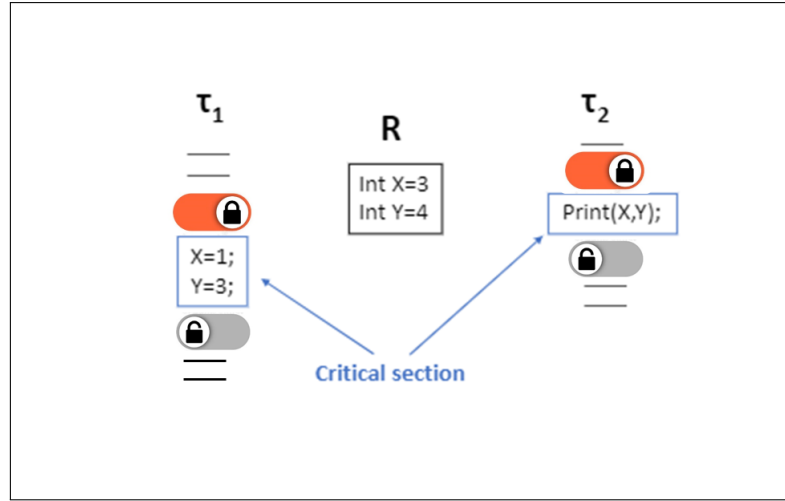 τ1
R
τ2
Int X=3
Int Y=4
Print(X,Y);
X=1;
Y=3;
Critical section